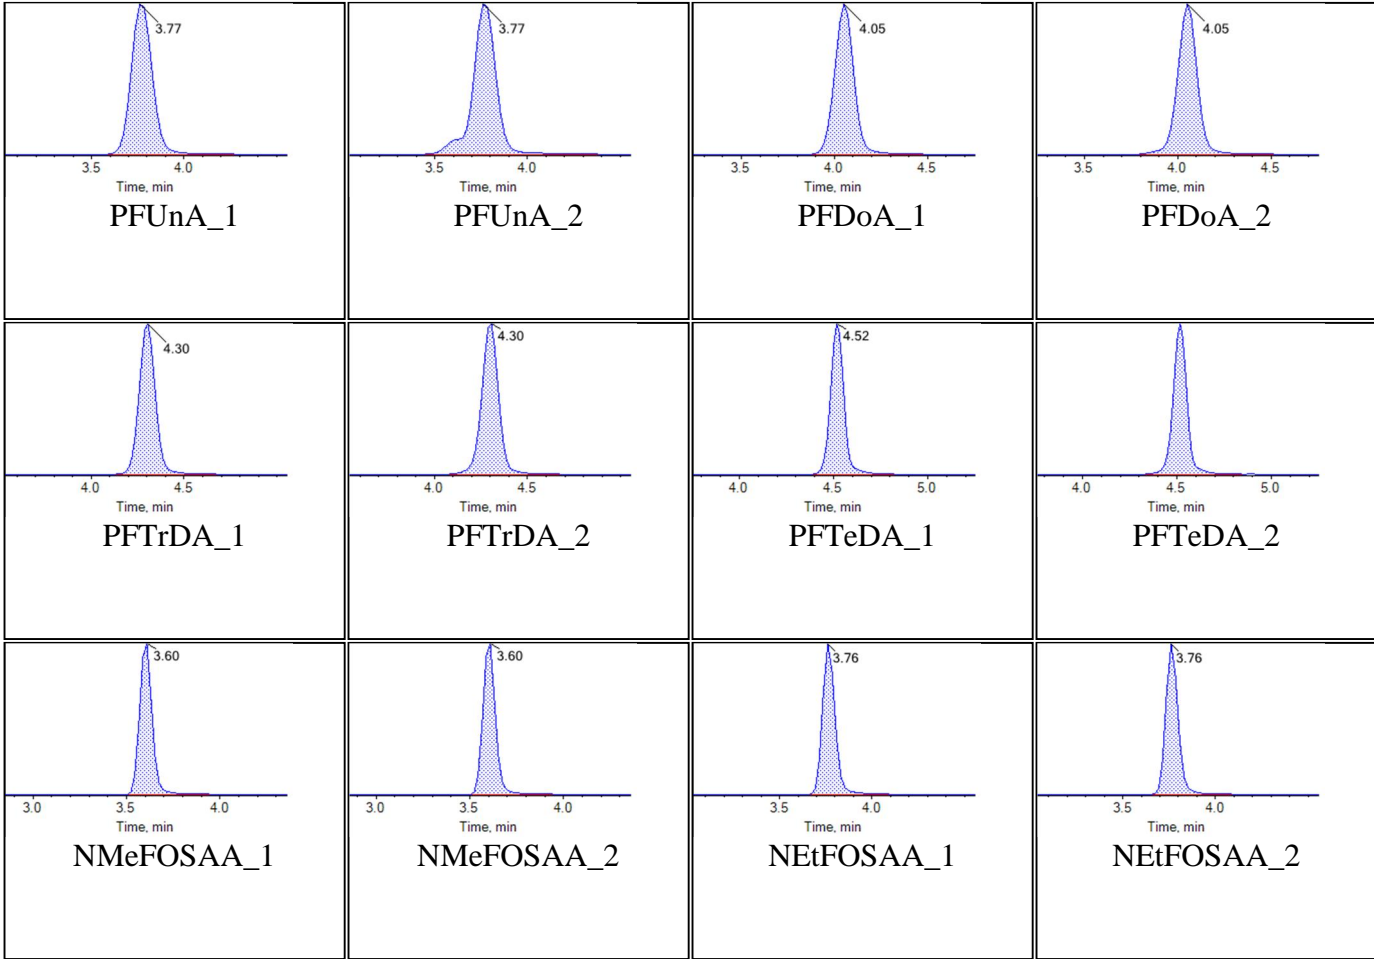 3.77
3.5 4.0
Time, min
PFUnA_1
3.77
3.5 4.0
Time, min
PFUnA_2
4.05
3.5 4.0 4.5
Time, min
PFDoA_1
4.05
3.5 4.0 4.5
Time, min
PFDoA_2
4.30
4.0 4.5
Time, min
PFTrDA_1
4.30
4.0 4.5
Time, min
PFTrDA_2
4.52
4.0 4.5 5.0
Time, min
PFTeDA_1
4.0 4.5 5.0
Time, min
PFTeDA_2
3.60
3.0 3.5 4.0
Time, min
NMeFOSAA_1
3.60
3.0 3.5 4.0
Time, min
NMeFOSAA_2
3.76
3.5 4.0
Time, min
NEtFOSAA_1
3.76
3.5 4.0
Time, min
NEtFOSAA_2